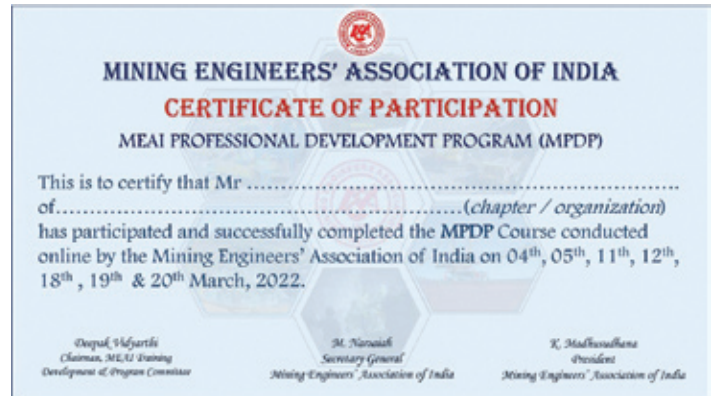 MINING ENGINEERS' ASSOCIATION OF INDIA
CERTIFICATE OF PARTICIPATION
MEAI PROFESSIONAL DEVELOPMENT PROGRAM (MPDP)
This is to certify that Mr ..................................................................
of..............................................................(chapter / organization)
has participated and successfully completed the MPDP Course conducted
online by the Mining Engineers' Association of India on 04th, 05th, 11th, 12th,
18th , 19th & 20th March, 2022.
Deepak Vidyarthi
Chairman, MEAI Training
Development & Program Committee
M. Narsaiah
Secretary General
Mining Engineers' Association of India
K. Madhusudhana
President
Mining Engineers' Association of India